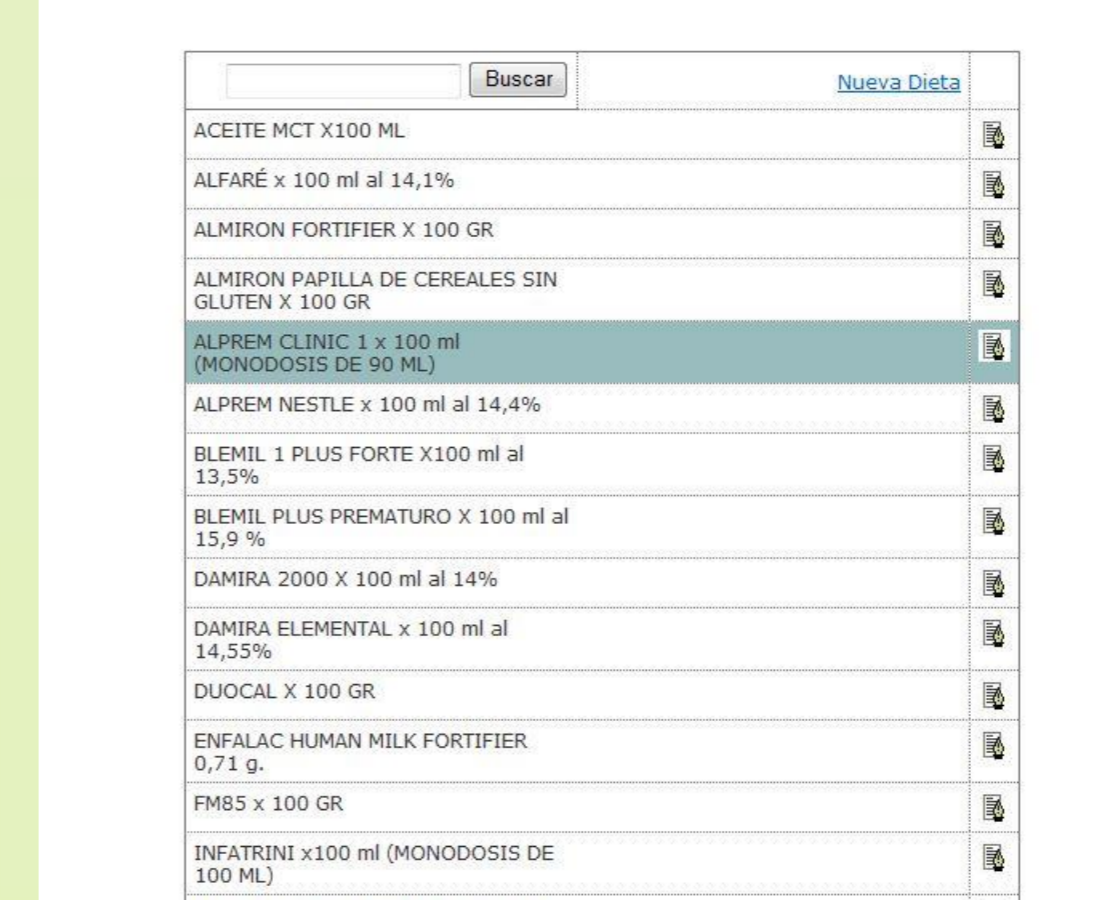 Buscar
Nueva Dieta
ACEITE MCT X100 ML
ALFARÉ x 100 ml al 14,1%
ALMIRON FORTIFIER X 100 GR
ALMIRON PAPILLA DE CEREALES SIN
GLUTEN X 100 GR
ALPREM CLINIC 1 x 100 ml
(MONODOSIS DE 90 ML)
ALPREM NESTLE x 100 ml al 14,4%
BLEMIL 1 PLUS FORTE X100 ml al
13,5%
BLEMIL PLUS PREMATURO X 100 ml al
15,9 %
DAMIRA 2000 X 100 ml al 14%
DAMIRA ELEMENTAL x 100 ml al
14,55%
DUOCAL X 100 GR
ENFALAC HUMAN MILK FORTIFIER
0,71 g.
FM85 x 100 GR
INFATRINI x100 ml (MONODOSIS DE
100 ML)